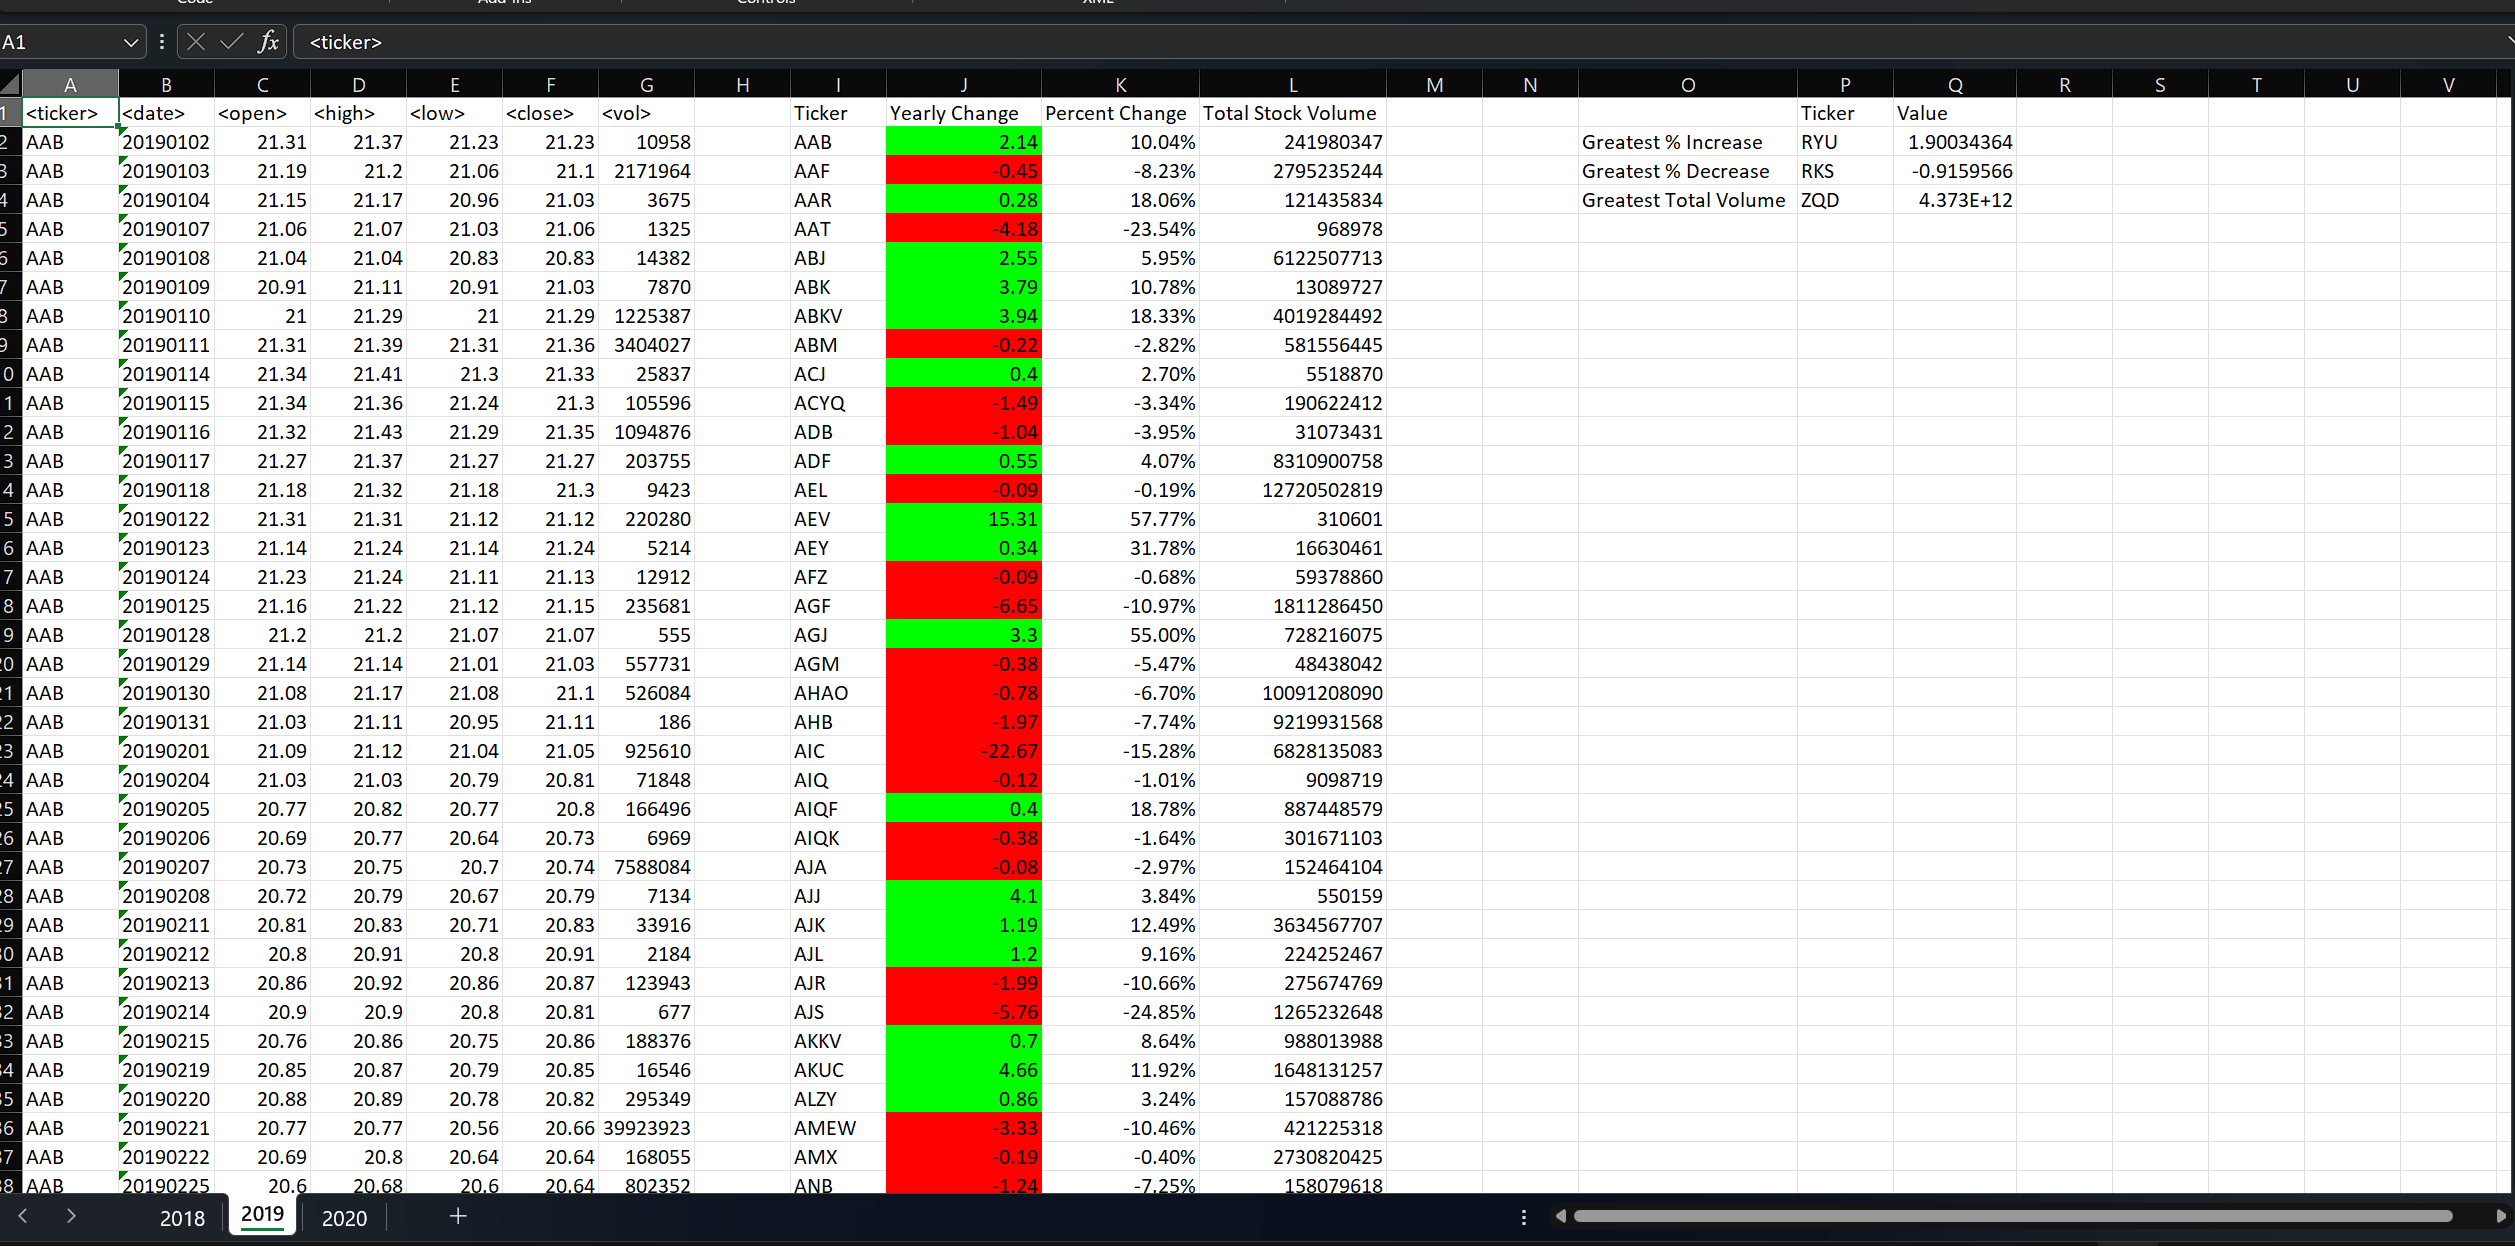 A1 fx <ticker>
A B C D E F G H I J K L M N O P Q R S T U V
1 <ticker> <date> <open> <high> <low> <close> <vol> Ticker Yearly Change Percent Change Total Stock Volume Ticker Value
2 AAB 20190102 21.31 21.37 21.23 21.23 10958 AAB 2.14 10.04% 241980347 Greatest % Increase RYU 1.90034364
3 AAB 20190103 21.19 21.2 21.06 21.1 2171964 AAF -0.45 -8.23% 2795235244 Greatest % Decrease RKS -0.9159566
4 AAB 20190104 21.15 21.17 20.96 21.03 3675 AAR 0.28 18.06% 121435834 Greatest Total Volume ZQD 4.373E+12
5 AAB 20190107 21.06 21.07 21.03 21.06 1325 AAT -4.18 -23.54% 968978
6 AAB 20190108 21.04 21.04 20.83 20.83 14382 ABJ 2.55 5.95% 6122507713
7 AAB 20190109 20.91 21.11 20.91 21.03 7870 ABK 3.79 10.78% 13089727
8 AAB 20190110 21 21.29 21 21.29 1225387 ABKV 3.94 18.33% 4019284492
9 AAB 20190111 21.31 21.39 21.31 21.36 3404027 ABM -0.22 -2.82% 581556445
0 AAB 20190114 21.34 21.41 21.3 21.33 25837 ACJ 0.4 2.70% 5518870
1 AAB 20190115 21.34 21.36 21.24 21.3 105596 ACYQ -1.49 -3.34% 190622412
2 AAB 20190116 21.32 21.43 21.29 21.35 1094876 ADB -1.04 -3.95% 31073431
3 AAB 20190117 21.27 21.37 21.27 21.27 203755 ADF 0.55 4.07% 8310900758
4 AAB 20190118 21.18 21.32 21.18 21.3 9423 AEL -0.09 -0.19% 12720502819
5 AAB 20190122 21.31 21.31 21.12 21.12 220280 AEV 15.31 57.77% 310601
6 AAB 20190123 21.14 21.24 21.14 21.24 5214 AEY 0.34 31.78% 16630461
7 AAB 20190124 21.23 21.24 21.11 21.13 12912 AFZ -0.09 -0.68% 59378860
8 AAB 20190125 21.16 21.22 21.12 21.15 235681 AGF -6.65 -10.97% 1811286450
9 AAB 20190128 21.2 21.2 21.07 21.07 555 AGJ 3.3 55.00% 728216075
20 AAB 20190129 21.14 21.14 21.01 21.03 557731 AGM -0.38 -5.47% 48438042
21 AAB 20190130 21.08 21.17 21.08 21.1 526084 AHAO -0.78 -6.70% 10091208090
22 AAB 20190131 21.03 21.11 20.95 21.11 186 AHB -1.97 -7.74% 9219931568
23 AAB 20190201 21.09 21.12 21.04 21.05 925610 AIC -22.67 -15.28% 6828135083
24 AAB 20190204 21.03 21.03 20.79 20.81 71848 AIQ -0.12 -1.01% 9098719
25 AAB 20190205 20.77 20.82 20.77 20.8 166496 AIQF 0.4 18.78% 887448579
26 AAB 20190206 20.69 20.77 20.64 20.73 6969 AIQK -0.38 -1.64% 301671103
27 AAB 20190207 20.73 20.75 20.7 20.74 7588084 AJA -0.08 -2.97% 152464104
28 AAB 20190208 20.72 20.79 20.67 20.79 7134 AJJ 4.1 3.84% 550159
29 AAB 20190211 20.81 20.83 20.71 20.83 33916 AJK 1.19 12.49% 3634567707
30 AAB 20190212 20.8 20.91 20.8 20.91 2184 AJL 1.2 9.16% 224252467
31 AAB 20190213 20.86 20.92 20.86 20.87 123943 AJR -1.99 -10.66% 275674769
32 AAB 20190214 20.9 20.9 20.8 20.81 677 AJS -5.76 -24.85% 1265232648
33 AAB 20190215 20.76 20.86 20.75 20.86 188376 AKKV 0.7 8.64% 988013988
34 AAB 20190219 20.85 20.87 20.79 20.85 16546 AKUC 4.66 11.92% 1648131257
35 AAB 20190220 20.88 20.89 20.78 20.82 295349 ALZY 0.86 3.24% 157088786
36 AAB 20190221 20.77 20.77 20.56 20.66 39923923 AMEW -3.33 -10.46% 421225318
37 AAB 20190222 20.69 20.8 20.64 20.64 168055 AMX -0.19 -0.40% 2730820425
38 AAB 20190225 20.6 20.68 20.6 20.64 802352 ANB -1.24 -7.25% 158079618
2018 2019 2020 +